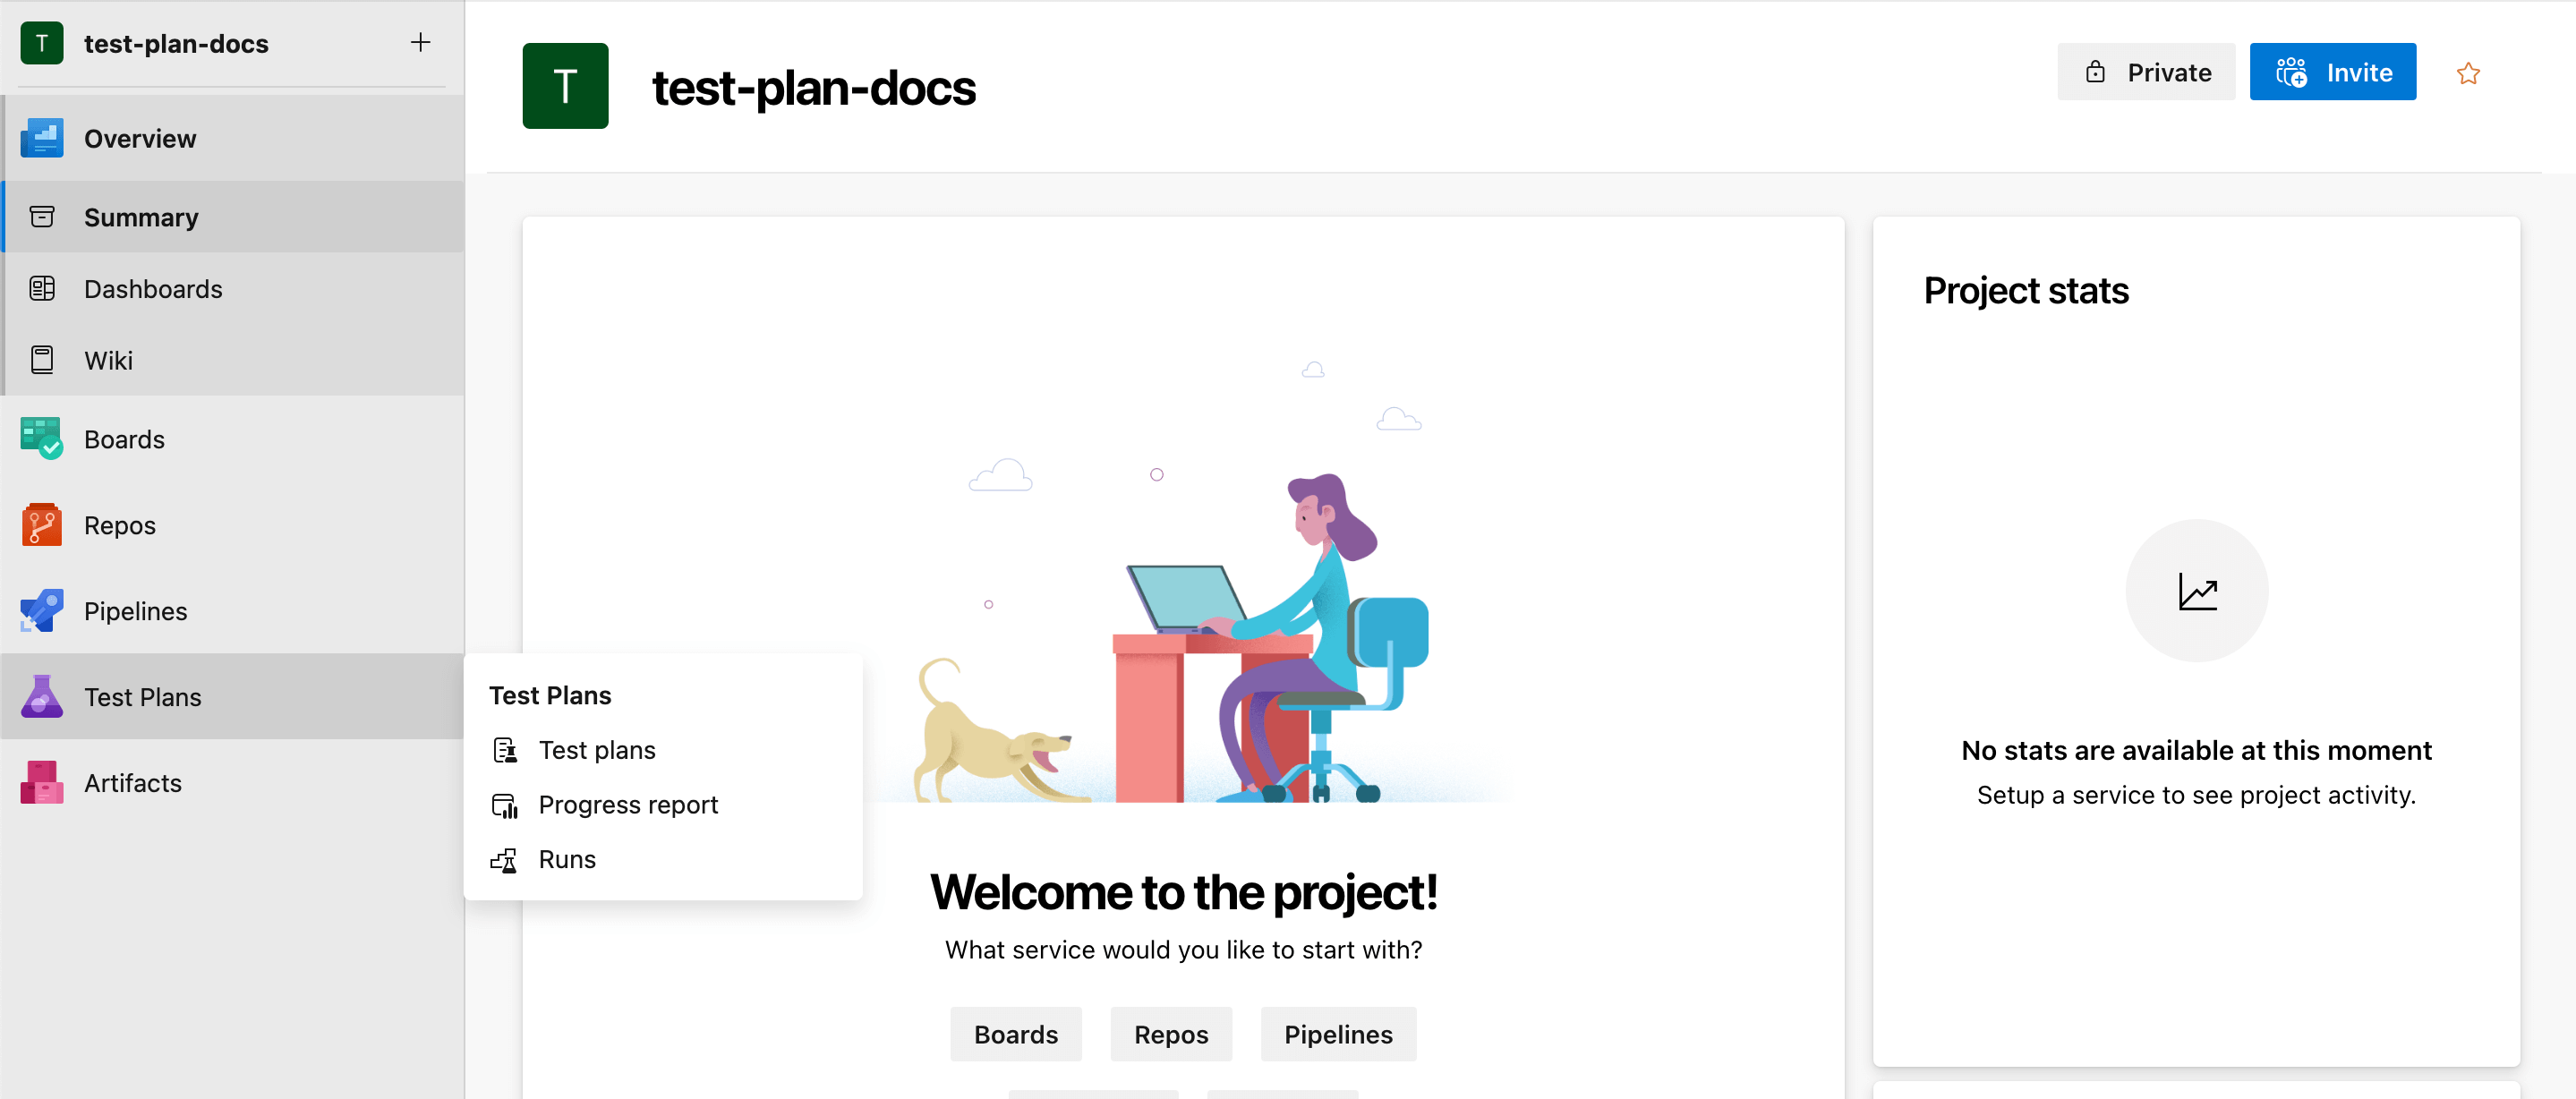 T test-plan-docs
Overview
Summary
Dashboards
Wiki
Boards
Repos
Pipelines
Test Plans
Artifacts
Test Plans
Test plans
Progress report
Runs
T test-plan-docs
Private
Invite
Welcome to the project!
What service would you like to start with?
Boards Repos Pipelines
Project stats
No stats are available at this moment
Setup a service to see project activity.